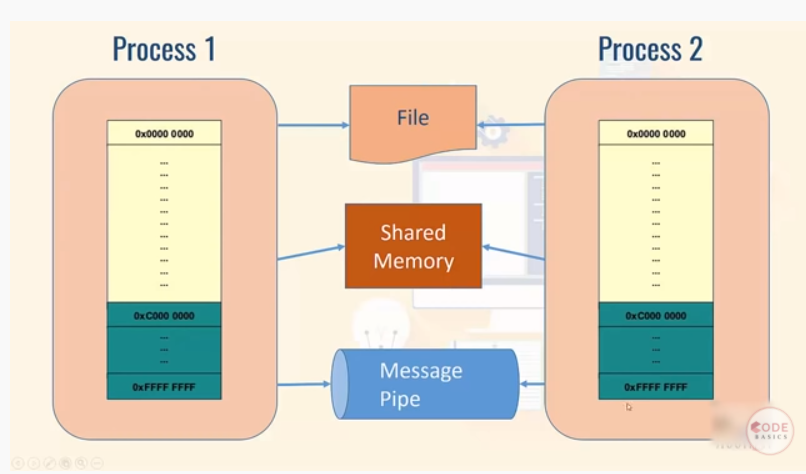 Process 1
Process 2
0x0000 0000
...
...
...
...
...
...
...
...
...
...
...
0xC000 0000
...
...
...
0xFFFF FFFF
File
Shared
Memory
Message
Pipe
0x0000 0000
...
...
...
...
...
...
...
...
...
...
...
0xC000 0000
...
...
...
0xFFFF FFFF
CODE
BASICS